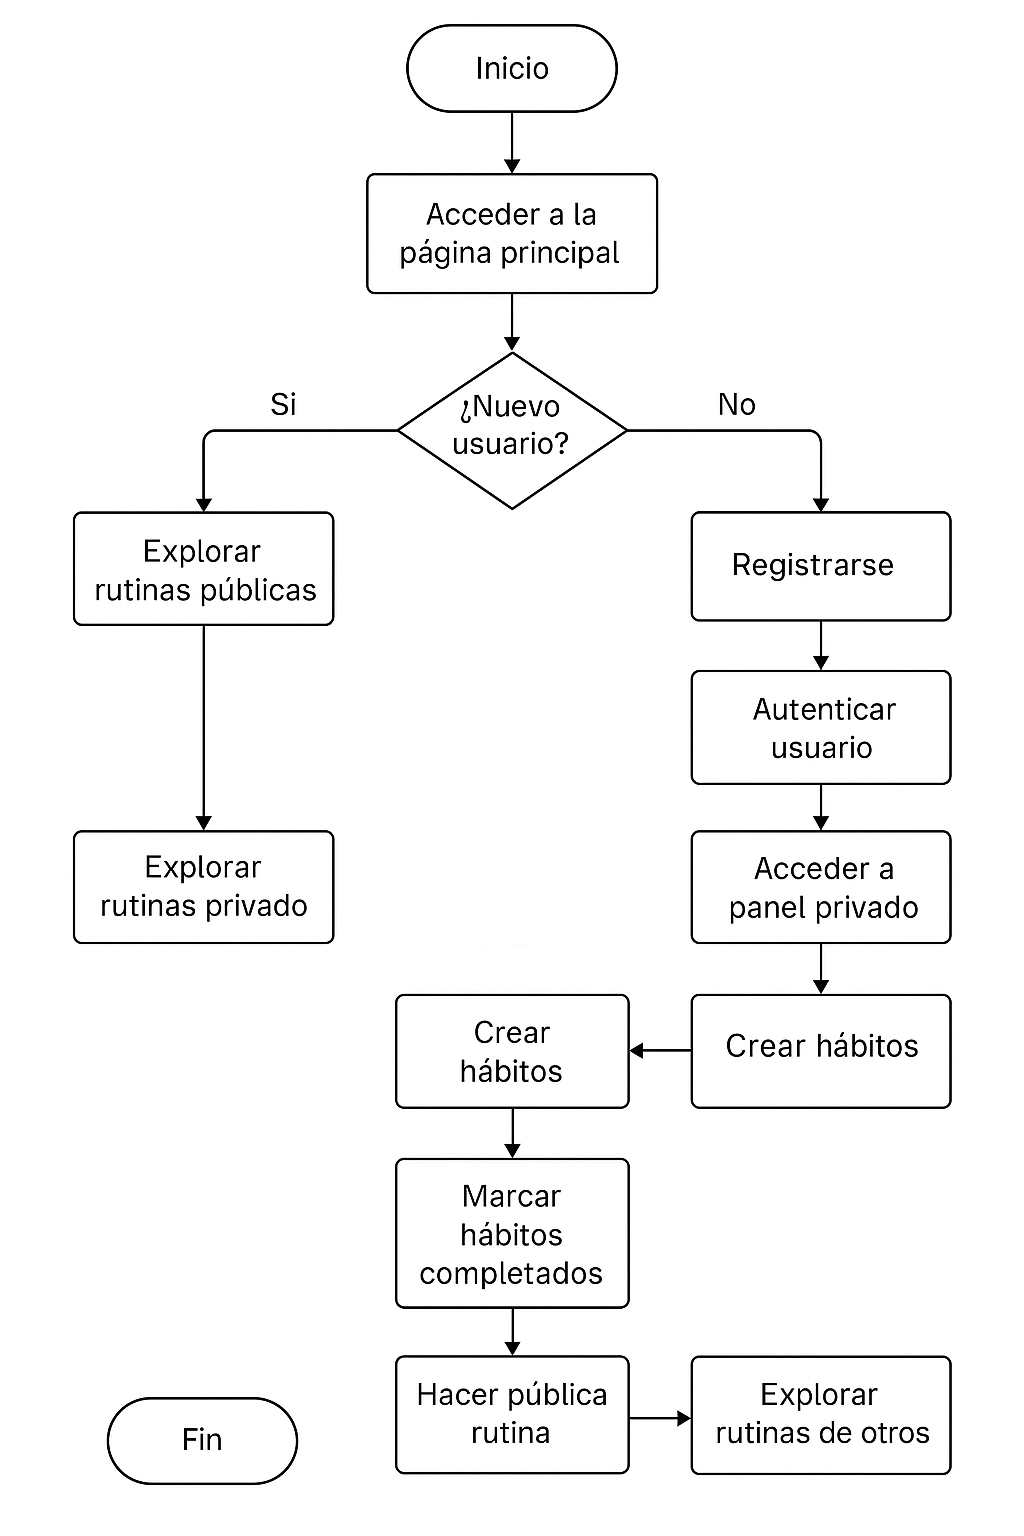 Inicio
Acceder a la
página principal
¿Nuevo
usuario?
Si
No
Explorar
rutinas públicas
Registrarse
Autenticar
usuario
Explorar
rutinas privado
Acceder a
panel privado
Crear
hábitos
Crear hábitos
Marcar
hábitos
completados
Hacer pública
rutina
Explorar
rutinas de otros
Fin